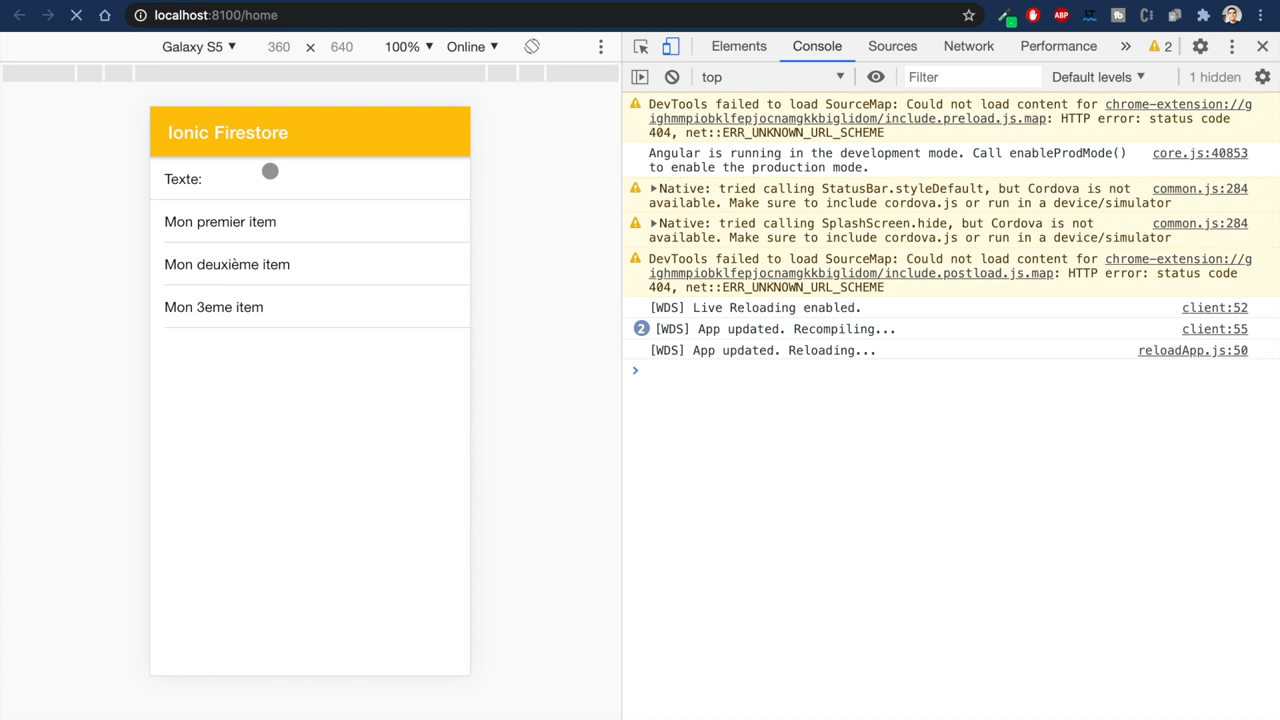 localhost:8100/home
Galaxy S5 ▼ 360 × 640 100% ▼ Online ▼
Elements Console Sources Network Performance » 2
top ▼ Filter Default levels ▼ 1 hidden
Ionic Firestore
Texte:
Mon premier item
Mon deuxième item
Mon 3eme item
DevTools failed to load SourceMap: Could not load content for chrome-extension://g
ighmmpiobklfepjocnamgkkbiglidom/include.preload.js.map: HTTP error: status code
404, net::ERR_UNKNOWN_URL_SCHEME
Angular is running in the development mode. Call enableProdMode() core.js:40853
to enable the production mode.
▶Native: tried calling StatusBar.styleDefault, but Cordova is not common.js:284
available. Make sure to include cordova.js or run in a device/simulator
▶Native: tried calling SplashScreen.hide, but Cordova is not common.js:284
available. Make sure to include cordova.js or run in a device/simulator
DevTools failed to load SourceMap: Could not load content for chrome-extension://g
ighmmpiobklfepjocnamgkkbiglidom/include.postload.js.map: HTTP error: status code
404, net::ERR_UNKNOWN_URL_SCHEME
[WDS] Live Reloading enabled. client:52
2 [WDS] App updated. Recompiling... client:55
[WDS] App updated. Reloading... reloadApp.js:50